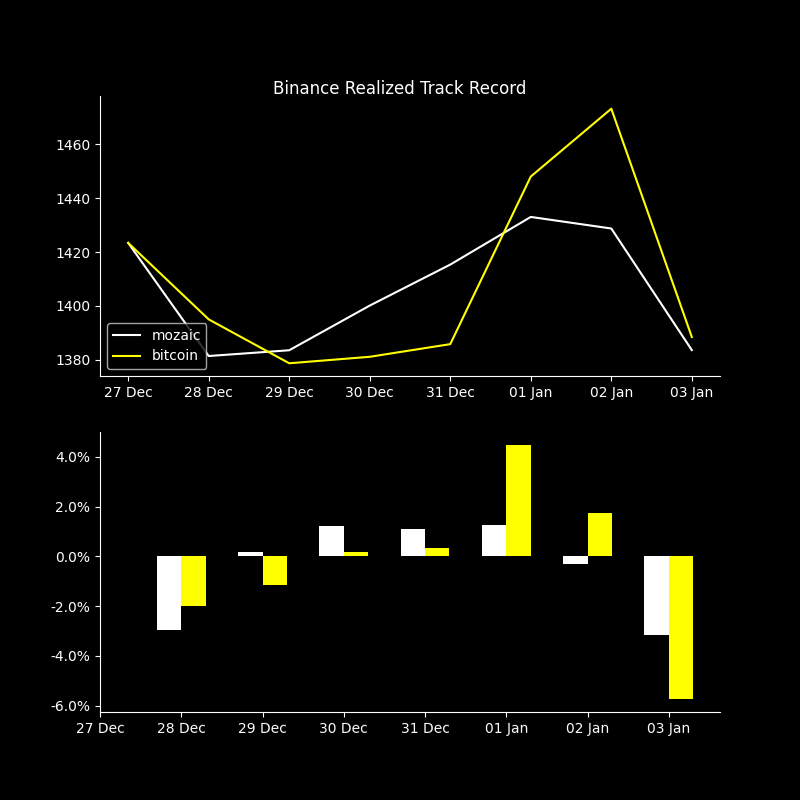 Binance Realized Track Record
1460
1440
1420
1400
1380
mozaic
bitcoin
27 Dec 28 Dec 29 Dec 30 Dec 31 Dec 01 Jan 02 Jan 03 Jan
4.0%
2.0%
0.0%
-2.0%
-4.0%
-6.0%
27 Dec 28 Dec 29 Dec 30 Dec 31 Dec 01 Jan 02 Jan 03 Jan